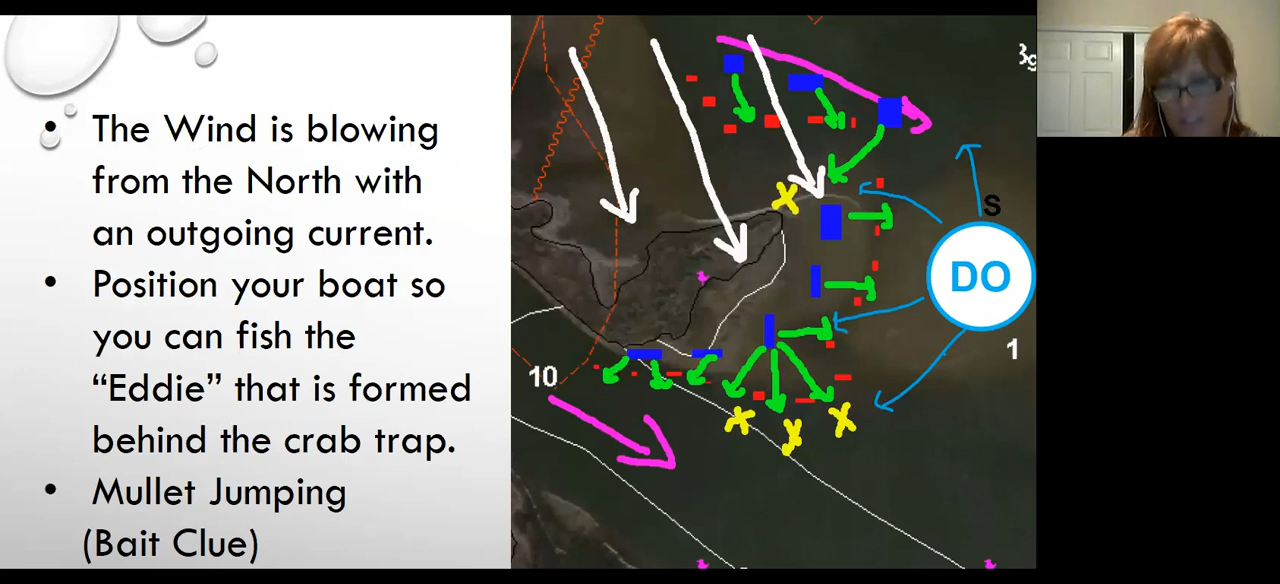 The Wind is blowing
from the North with
an outgoing current.
Position your boat so
you can fish the
“Eddie” that is formed
behind the crab trap.
Mullet Jumping
(Bait Clue)
S
DO
1
10